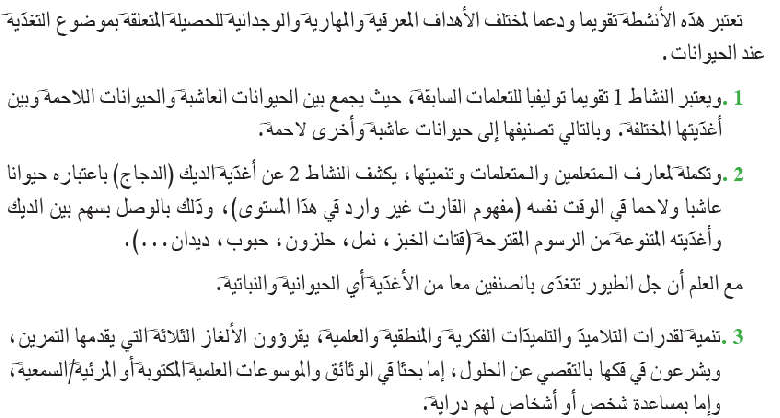 تعتبر هذه الأنشطة تقويما ودعما لمختلف الأهداف المعرفية والمهارية والوجدانية للحصيلة المتعلقة بموضوع التغذية
عند الحيوانات.
1. ويعتبر النشاط 1 تقويما توليفيا للتعلمات السابقة، حيث يجمع بين الحيوانات العاشبة والحيوانات اللاحمة وبين
أغذيتها المختلفة. وبالتالي تصنيفها إلى حيوانات عاشبة وأخرى لاحمة.
2. وتكملة لمعارف المتعلمين والمتعلمات وتنميتها، يكشف النشاط 2 عن أغذية الديك (الدجاج) باعتباره حيوانا
عاشبا ولاحما في الوقت نفسه (مفهوم القارت غير وارد في هذا المستوى)، وذلك بالوصل بسهم بين الديك
وأغذيته المتنوعة من الرسوم المقترحة (فتات الخبز، نمل، حلزون، حبوب، ديدان...).
مع العلم أن جل الطيور تتغذى بالصنفين معا من الأغذية أي الحيوانية والنباتية.
3. تنمية لقدرات التلاميذ والتلميذات الفكرية والمنطقية والعلمية، يقرؤون الألغاز الثلاثة التي يقدمها التمرين،
ويشرعون في فكها بالتقصي عن الحلول، إما بحثا في الوثائق والموسوعات العلمية المكتوبة أو المرئية/السمعية،
وإما بمساعدة شخص أو أشخاص لهم دراية.